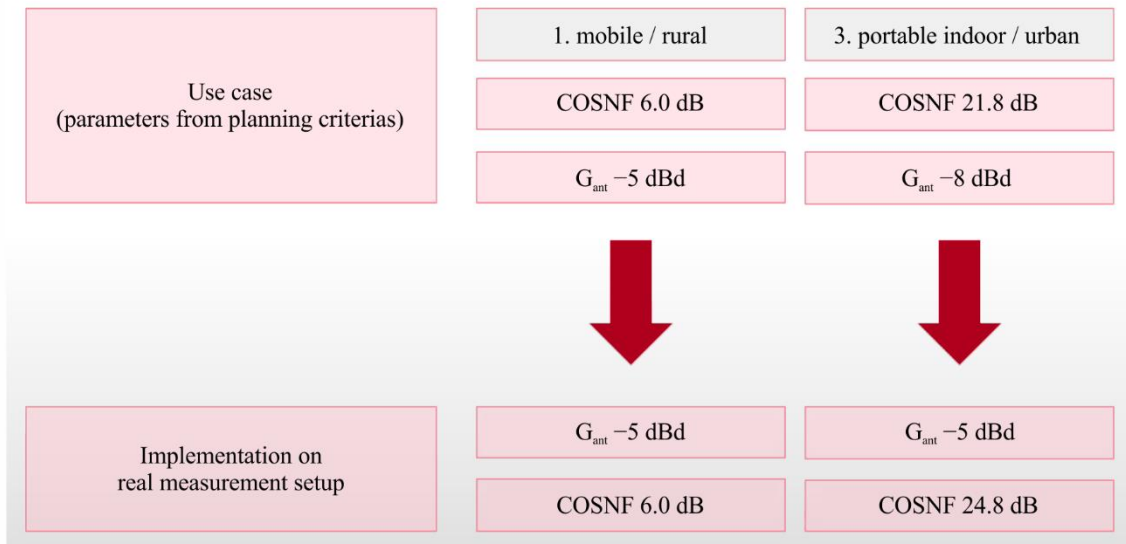 Use case
(parameters from planning criterias)
1. mobile / rural
3. portable indoor / urban
COSNF 6.0 dB
COSNF 21.8 dB
Gant −5 dBd
Gant −8 dBd
Implementation on
real measurement setup
Gant −5 dBd
Gant −5 dBd
COSNF 6.0 dB
COSNF 24.8 dB